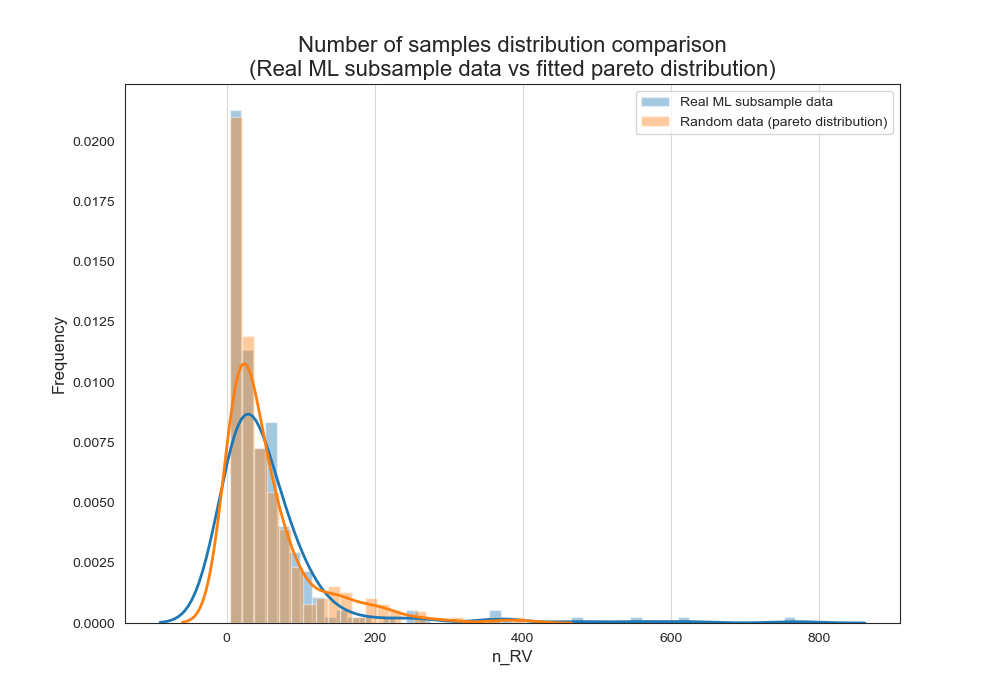 Number of samples distribution comparison
(Real ML subsample data vs fitted pareto distribution)
Real ML subsample data
Random data (pareto distribution)
0.0200
0.0175
0.0150
0.0125
0.0100
0.0075
0.0050
0.0025
0.0000
Frequency
0 200 400 600 800
n_RV